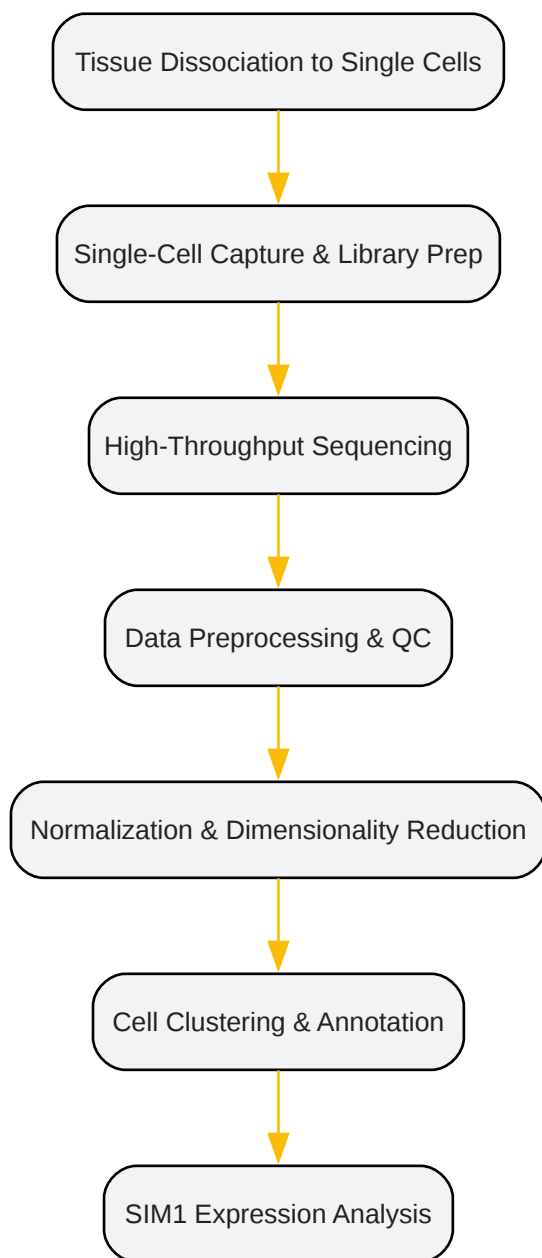 Tissue Dissociation to Single Cells
Single-Cell Capture & Library Prep
High-Throughput Sequencing
Data Preprocessing & QC
Normalization & Dimensionality Reduction
Cell Clustering & Annotation
SIM1 Expression Analysis